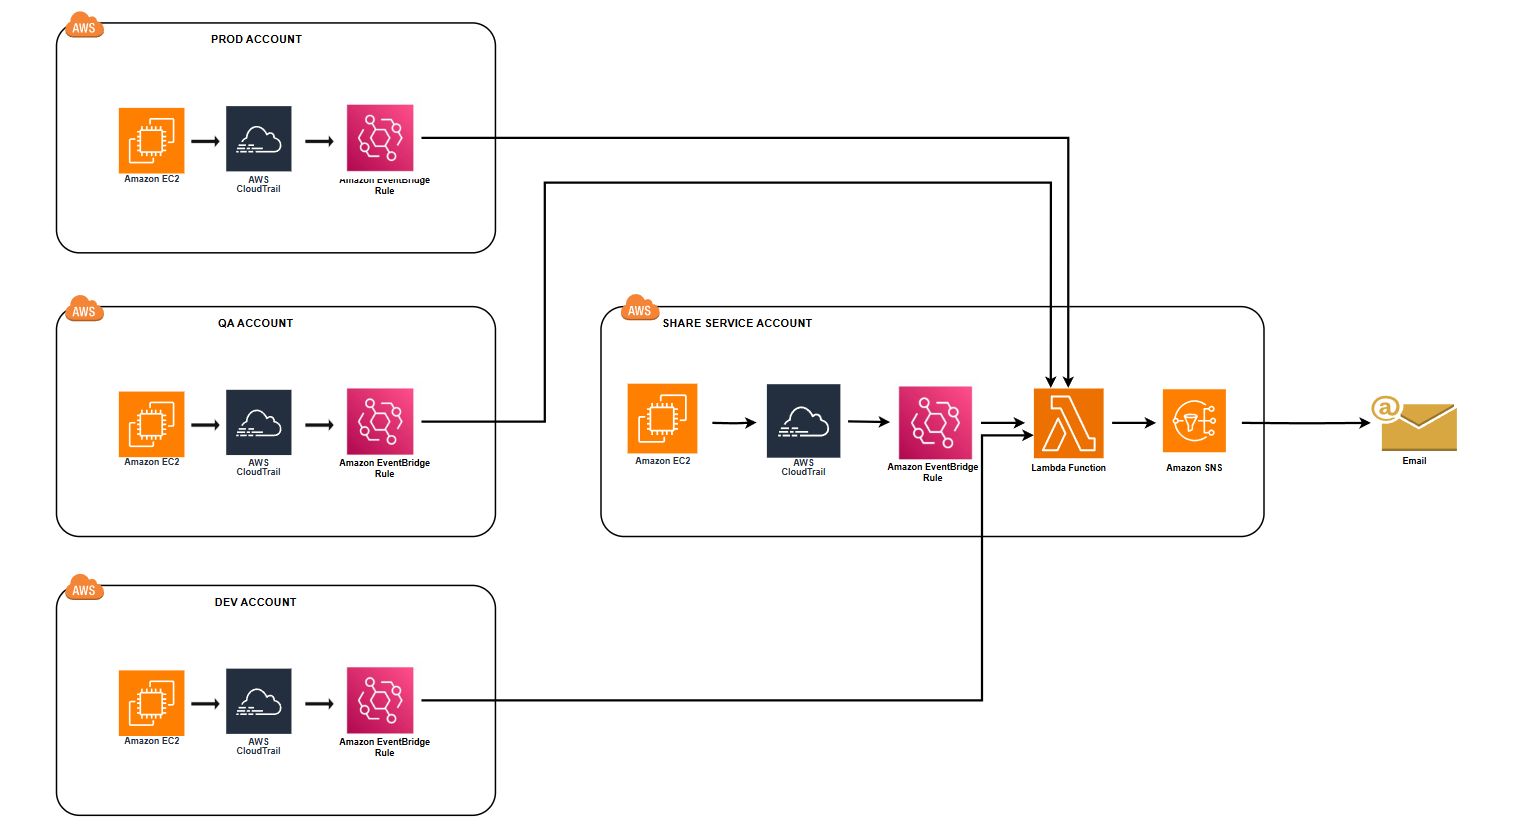 AWS
PROD ACCOUNT
Amazon EC2
AWS
CloudTrail
Amazon EventBridge
Rule
AWS
QA ACCOUNT
Amazon EC2
AWS
CloudTrail
Amazon EventBridge
Rule
AWS
SHARE SERVICE ACCOUNT
Amazon EC2
AWS
CloudTrail
Amazon EventBridge
Rule
Lambda Function
Amazon SNS
@
Email
AWS
DEV ACCOUNT
Amazon EC2
AWS
CloudTrail
Amazon EventBridge
Rule